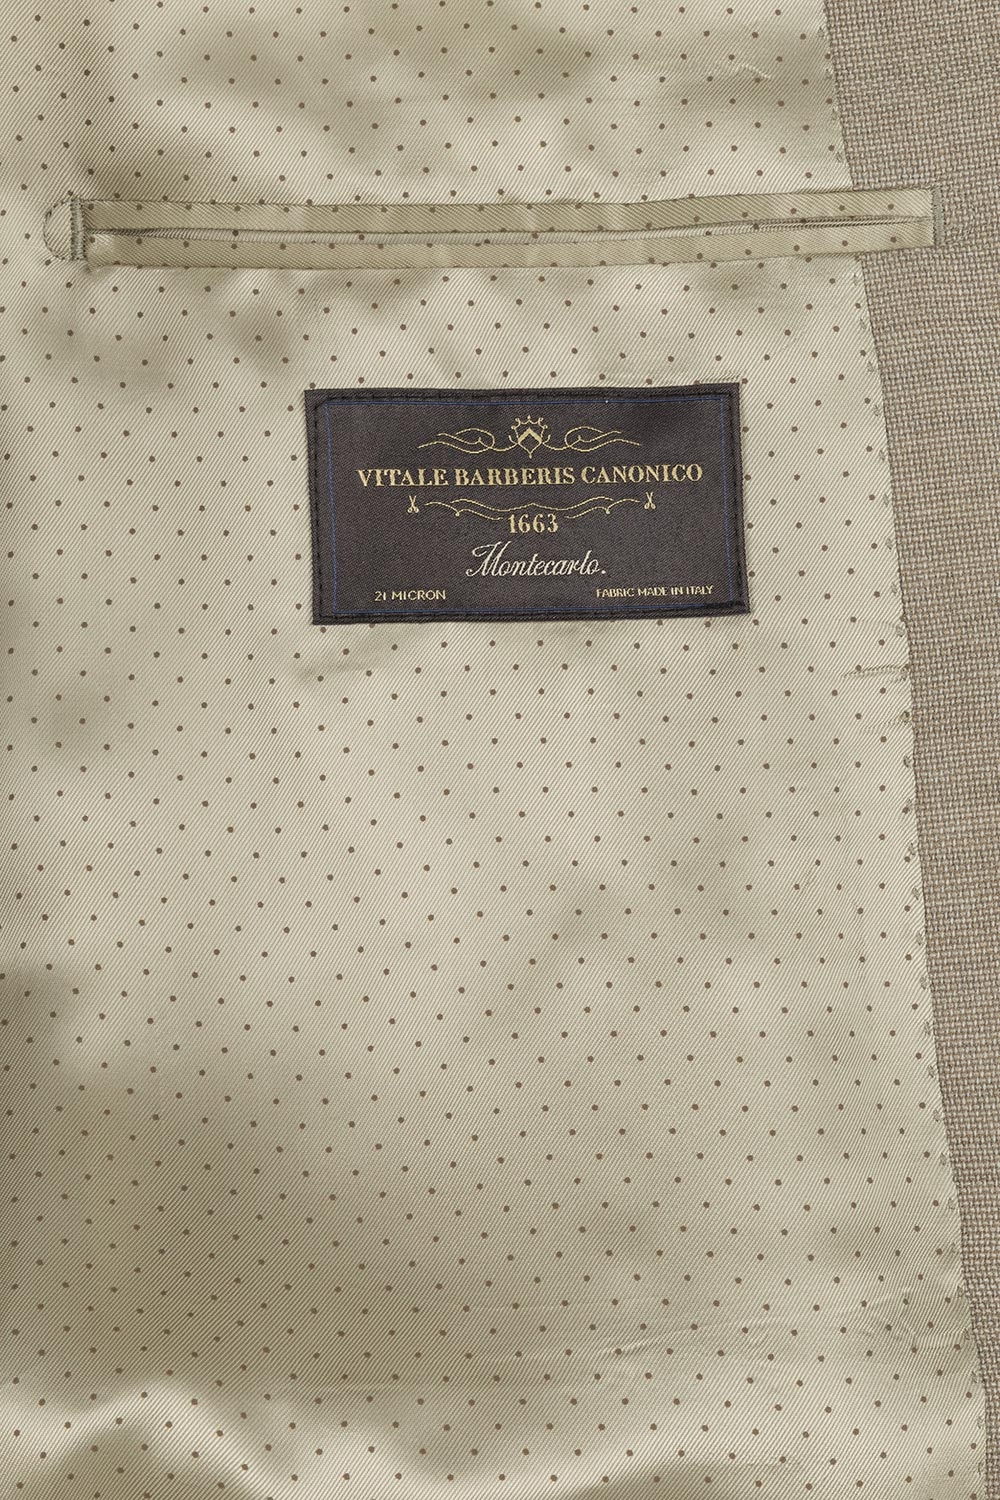 VITALE BARBERIS CANONICO
1663
Montecarlo.
21 MICRON
FABRIC MADE IN ITALY